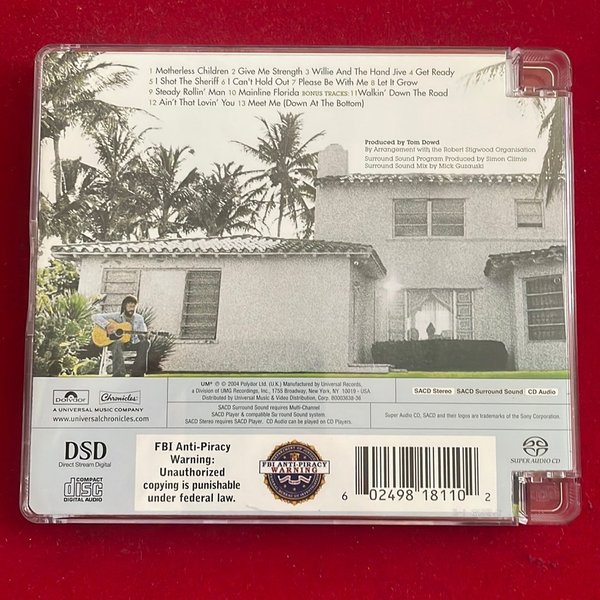 1 Motherless Children 2 Give Me Strength 3 Willie And The Hand Jive 4 Get Ready
5 I Shot The Sheriff 6 I Can't Hold Out 7 Please Be With Me 8 Let It Grow
9 Steady Rollin' Man 10 Mainline Florida BONUS TRACKS: 11 Walkin' Down The Road
12 Ain't That Lovin' You 13 Meet Me (Down At The Bottom)
Produced by Tom Dowd
By Arrangement with the Robert Stigwood Organisation
Surround Sound Program Produced by Simon Climie
Surround Sound Mix by Mick Guzauski
Polydor
Chronicles
A UNIVERSAL MUSIC COMPANY
www.universalchronicles.com
UM® ℗ © 2004 Polydor Ltd. (U.K.) Manufactured by Universal Records,
a Division of UMG Recordings, Inc., 1755 Broadway, New York, NY 10019 - USA
Distributed by Universal Music & Video Distribution, Corp. B0003638-36
SACD Stereo SACD Surround Sound CD Audio
SACD Surround Sound requires Multi-Channel
SACD Player & compatible Surround sound system
SACD Stereo requires SACD Player. CD Audio can be played on CD Players.
Super Audio CD, SACD and their logos are trademarks of the Sony Corporation.
DSD
Direct Stream Digital
COMPACT
disc
DIGITAL AUDIO
FBI Anti-Piracy
Warning:
Unauthorized
copying is punishable
under federal law.
FBI ANTI-PIRACY
WARNING
6 02498 18110 2
SUPER AUDIO CD